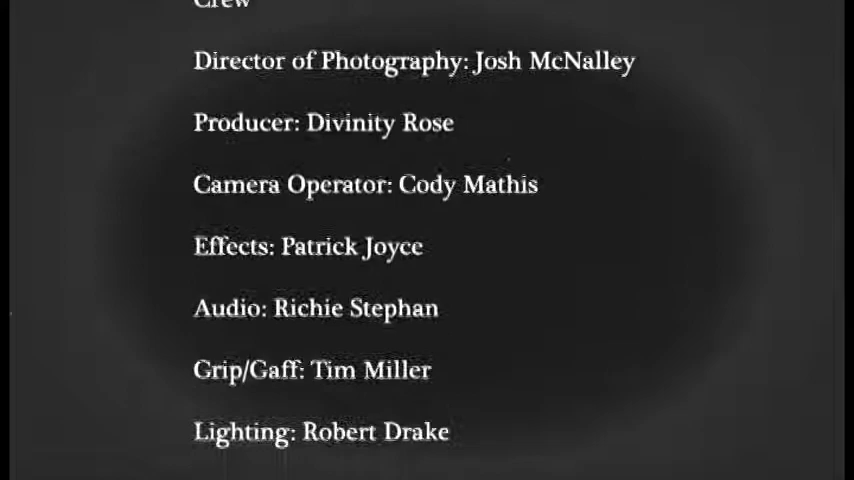 Crew
Director of Photography: Josh McNalley
Producer: Divinity Rose
Camera Operator: Cody Mathis
Effects: Patrick Joyce
Audio: Richie Stephan
Grip/Gaff: Tim Miller
Lighting: Robert Drake